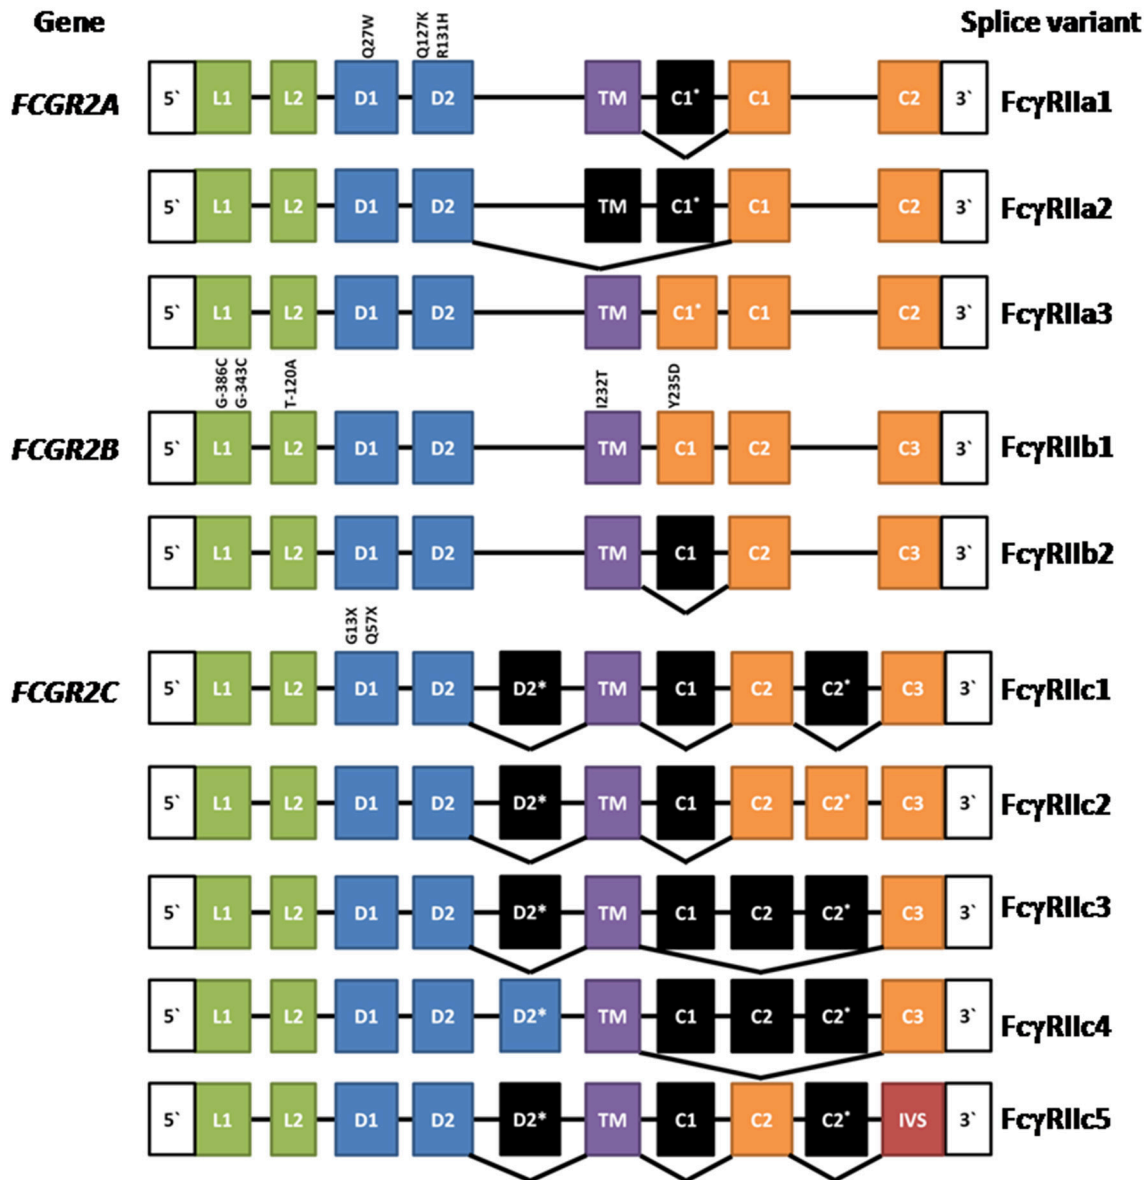 Gene Splice variant
Q27W Q127K R131H
FCGR2A 5` L1 L2 D1 D2 TM C1* C1 C2 3` FcγRIIa1
5` L1 L2 D1 D2 TM C1* C1 C2 3` FcγRIIa2
5` L1 L2 D1 D2 TM C1* C1 C2 3` FcγRIIa3
G-386C G-343C T-120A I232T Y235D
FCGR2B 5` L1 L2 D1 D2 TM C1 C2 C3 3` FcγRIIb1
5` L1 L2 D1 D2 TM C1 C2 C3 3` FcγRIIb2
G13X Q57X
FCGR2C 5` L1 L2 D1 D2 D2* TM C1 C2 C2* C3 3` FcγRIIc1
5` L1 L2 D1 D2 D2* TM C1 C2 C2* C3 3` FcγRIIc2
5` L1 L2 D1 D2 D2* TM C1 C2 C2* C3 3` FcγRIIc3
5` L1 L2 D1 D2 D2* TM C1 C2 C2* C3 3` FcγRIIc4
5` L1 L2 D1 D2 D2* TM C1 C2 C2* IVS 3` FcγRIIc5